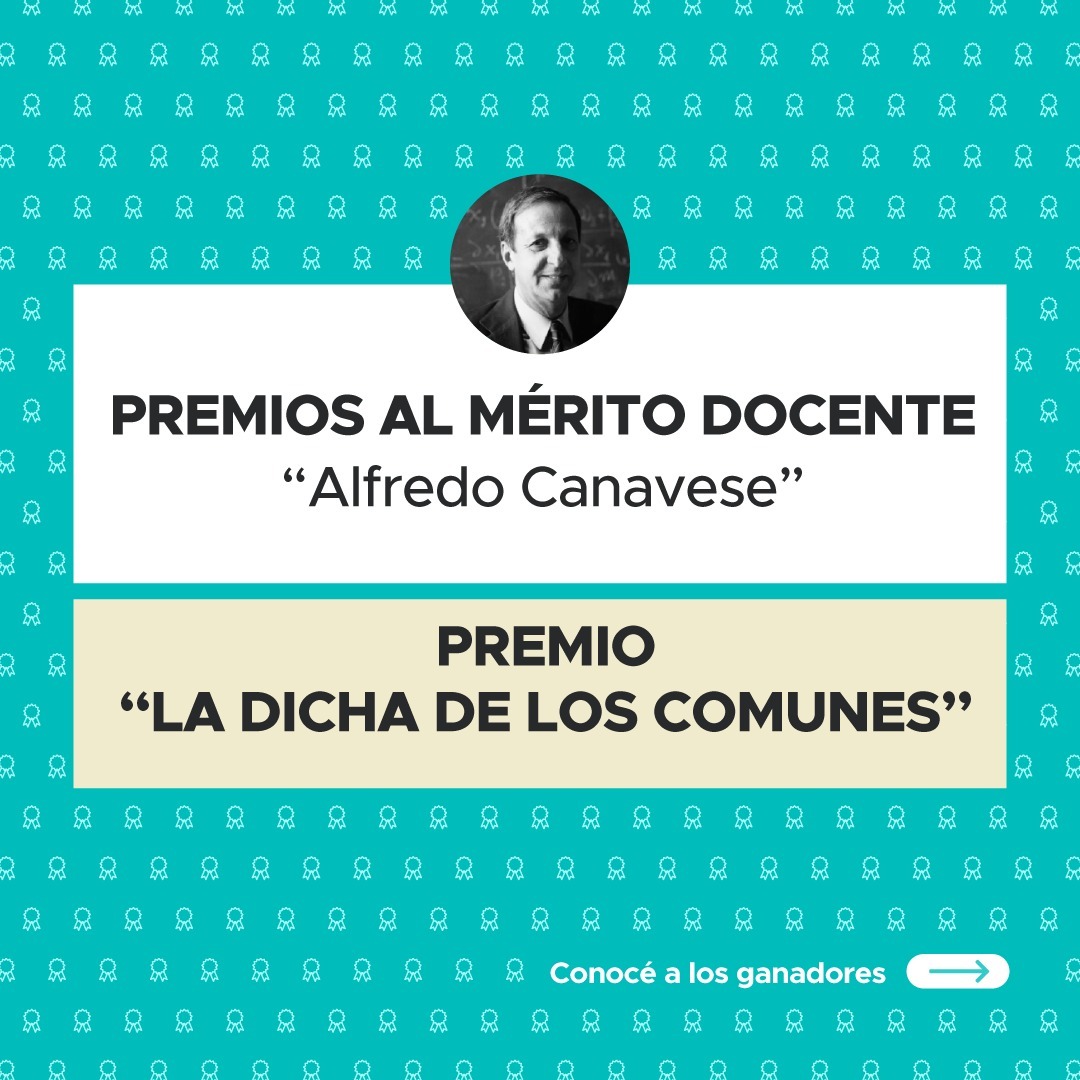 PREMIOS AL MÉRITO DOCENTE
“Alfredo Canavese”
PREMIO
“LA DICHA DE LOS COMUNES”
Conocé a los ganadores